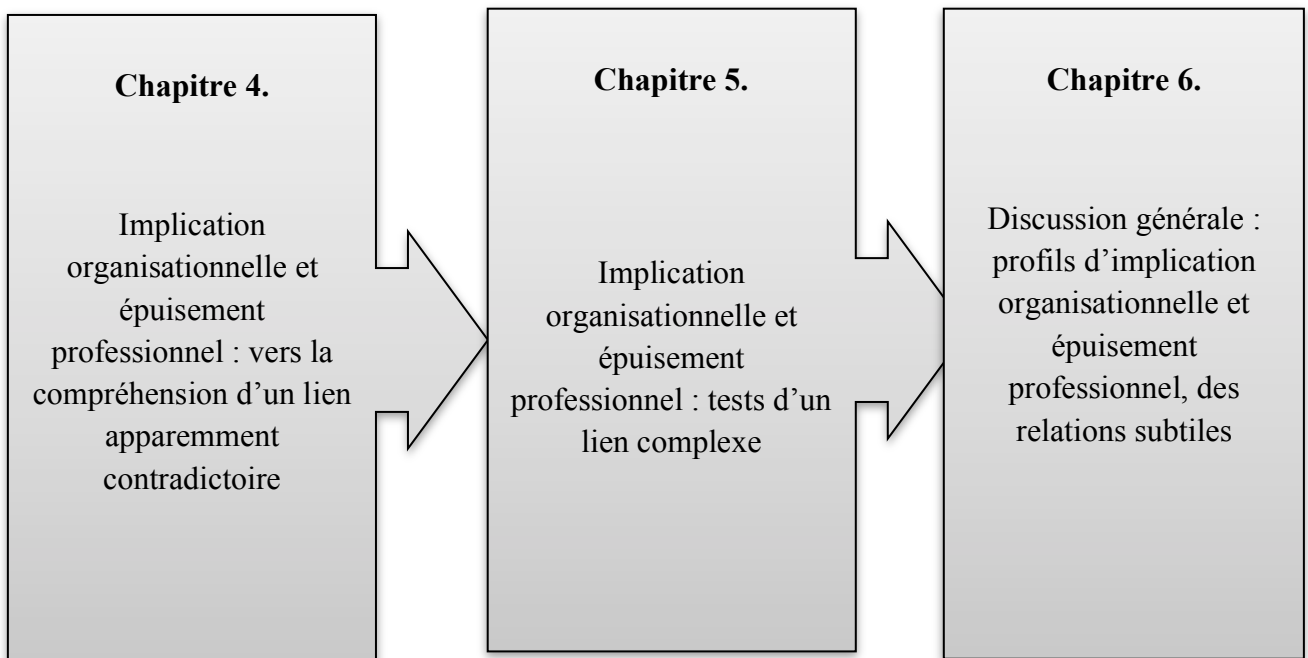 Chapitre 4.
Implication
organisationnelle et
épuisement
professionnel : vers la
compréhension d’un lien
apparemment
contradictoire
Chapitre 5.
Implication
organisationnelle et
épuisement
professionnel : tests d’un
lien complexe
Chapitre 6.
Discussion générale :
profils d’implication
organisationnelle et
épuisement
professionnel, des
relations subtiles